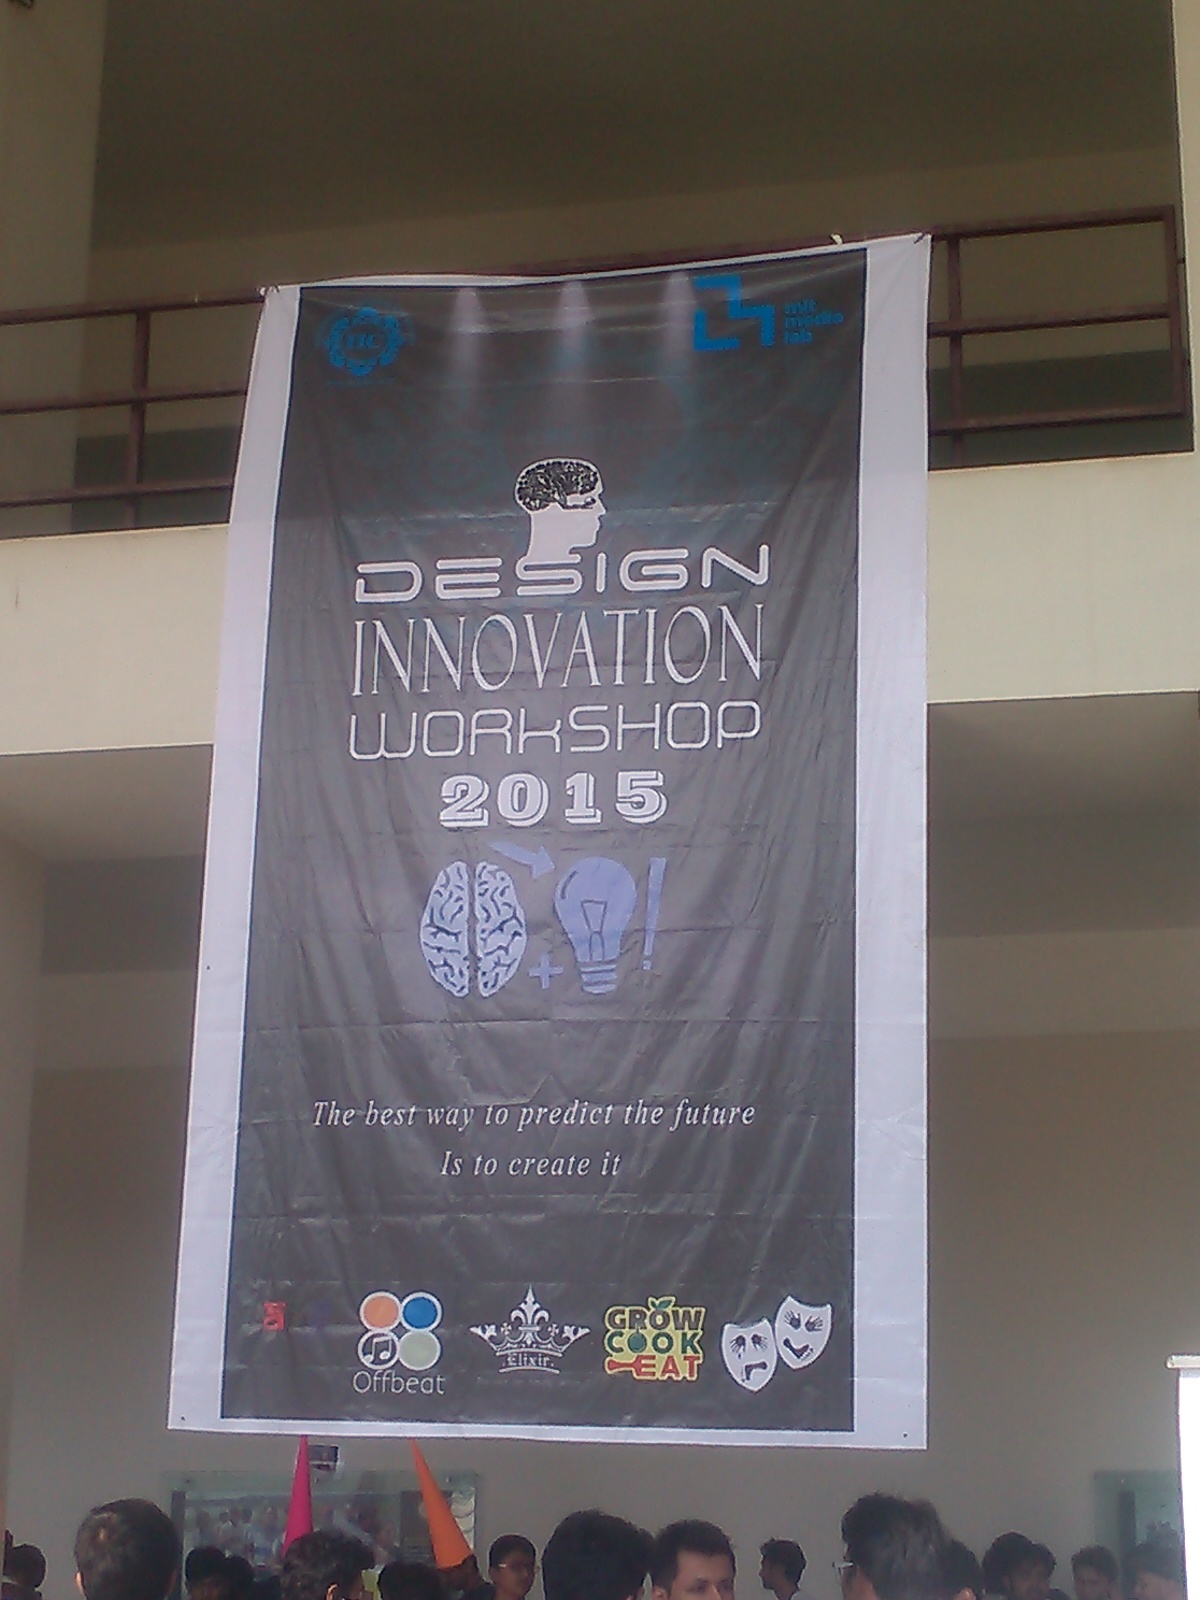 TIC
mit
media
lab
DESIGN
INNOVATION
WORKSHOP
2015
+ !
The best way to predict the future
Is to create it
Offbeat
Elixir
GROW
COOK
EAT